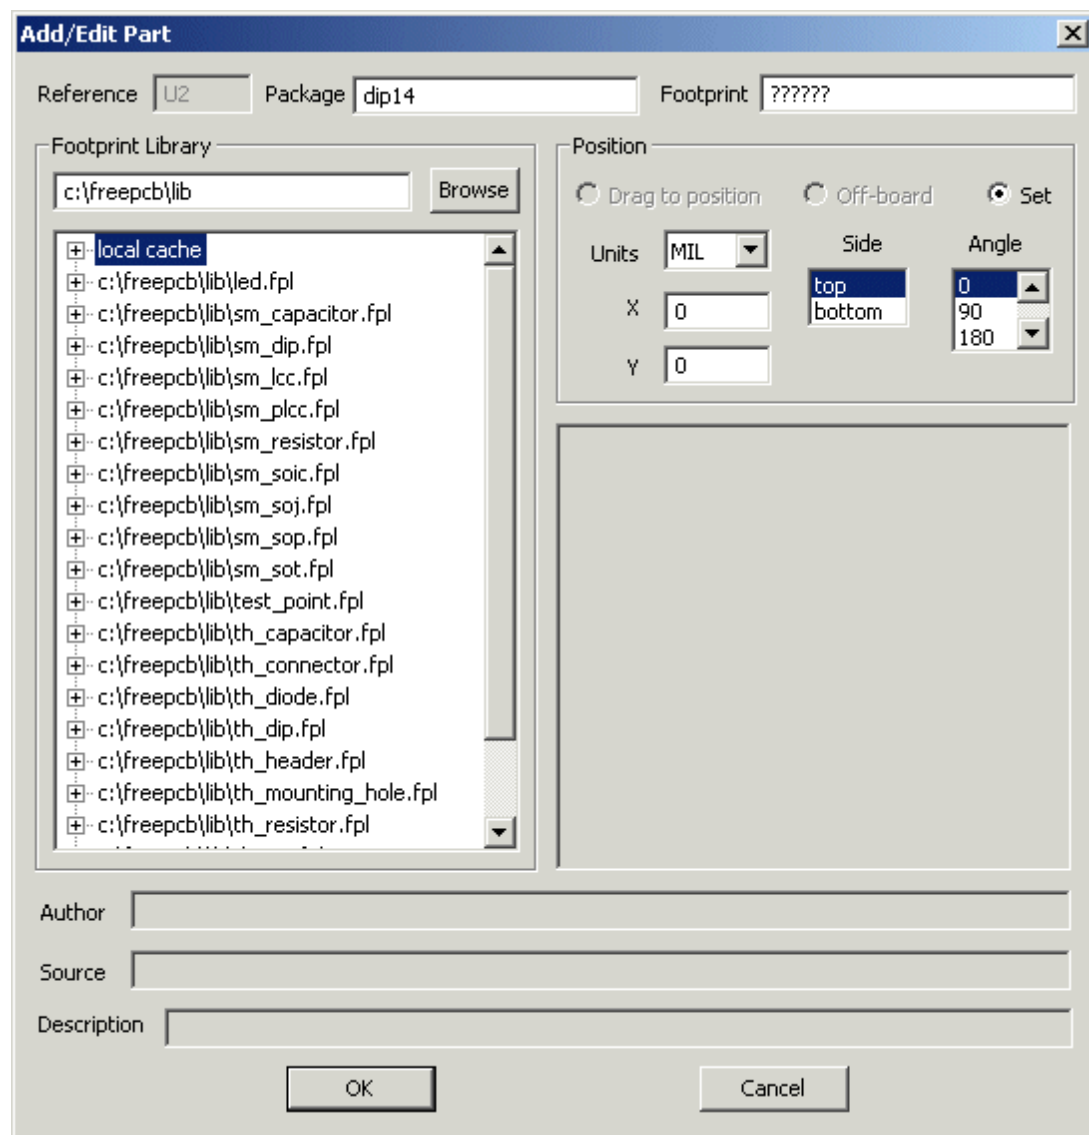 Add/Edit Part
Reference U2 Package dip14 Footprint ??????
Footprint Library
c:\freepcb\lib Browse
local cache
c:\freepcb\lib\led.fpl
c:\freepcb\lib\sm_capacitor.fpl
c:\freepcb\lib\sm_dip.fpl
c:\freepcb\lib\sm_lcc.fpl
c:\freepcb\lib\sm_plcc.fpl
c:\freepcb\lib\sm_resistor.fpl
c:\freepcb\lib\sm_soic.fpl
c:\freepcb\lib\sm_soj.fpl
c:\freepcb\lib\sm_sop.fpl
c:\freepcb\lib\sm_sot.fpl
c:\freepcb\lib\test_point.fpl
c:\freepcb\lib\th_capacitor.fpl
c:\freepcb\lib\th_connector.fpl
c:\freepcb\lib\th_diode.fpl
c:\freepcb\lib\th_dip.fpl
c:\freepcb\lib\th_header.fpl
c:\freepcb\lib\th_mounting_hole.fpl
c:\freepcb\lib\th_resistor.fpl
Position
Drag to position Off-board Set
Units MIL Side Angle
top 0
X 0 bottom 90
180
Y 0
Author
Source
Description
OK Cancel